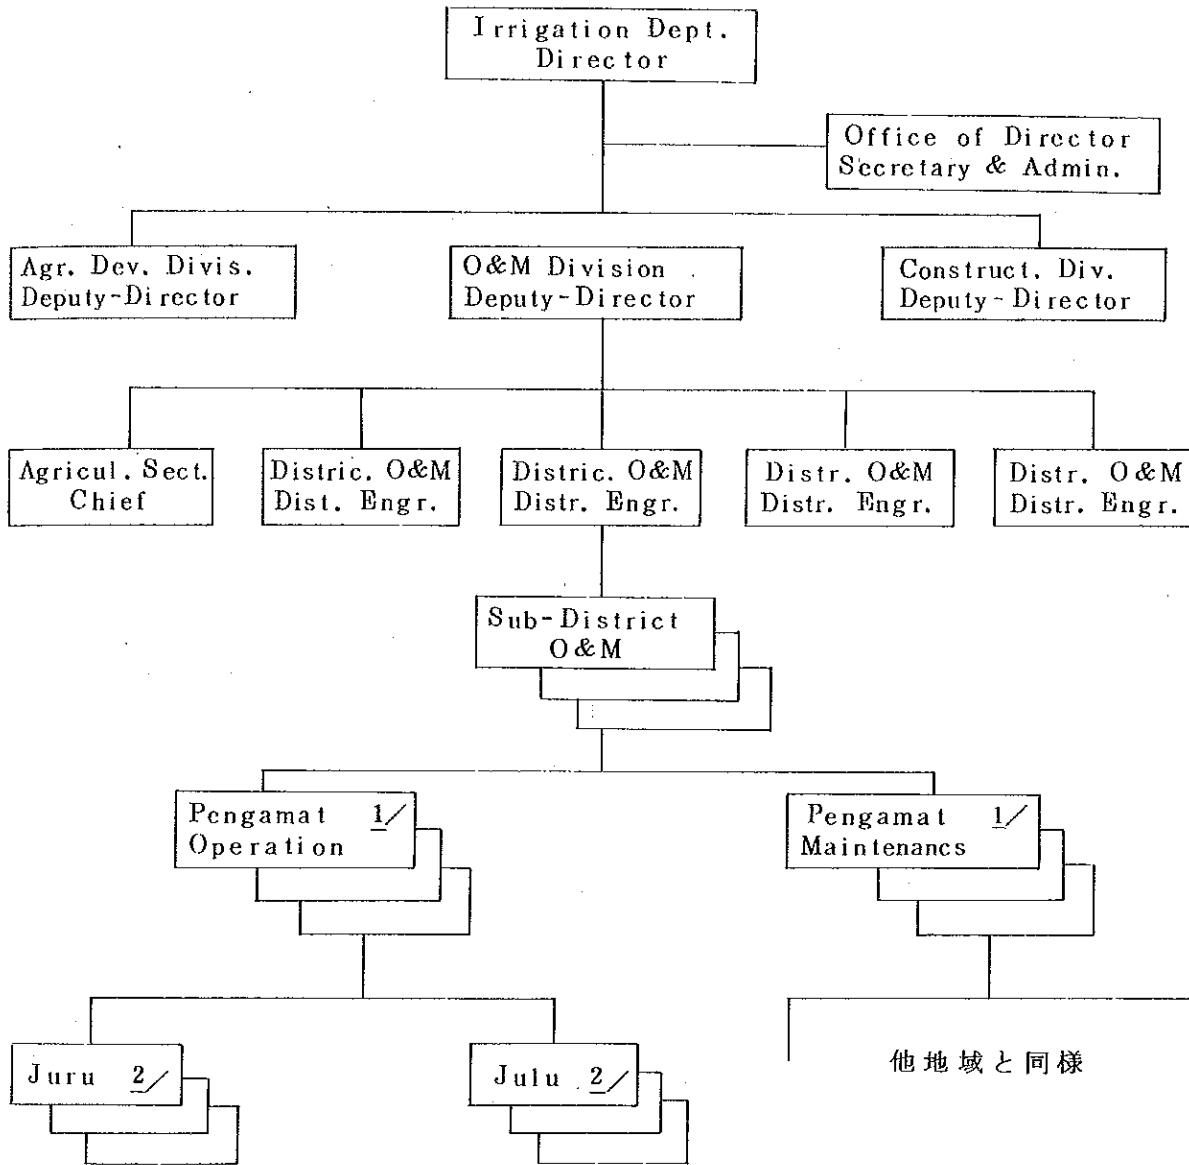 Irrigation Dept.
Director
Office of Director
Secretary & Admin.
Agr. Dev. Divis.
Deputy-Director
O&M Division
Deputy-Director
Construct. Div.
Deputy-Director
Agricul. Sect.
Chief
Distric. O&M
Dist. Engr.
Distric. O&M
Distr. Engr.
Distr. O&M
Distr. Engr.
Distr. O&M
Distr. Engr.
Sub-District
O&M
Pengamat 1/
Operation
Pengamat 1/
Maintenancs
Juru 2/
Julu 2/
他地域と同様